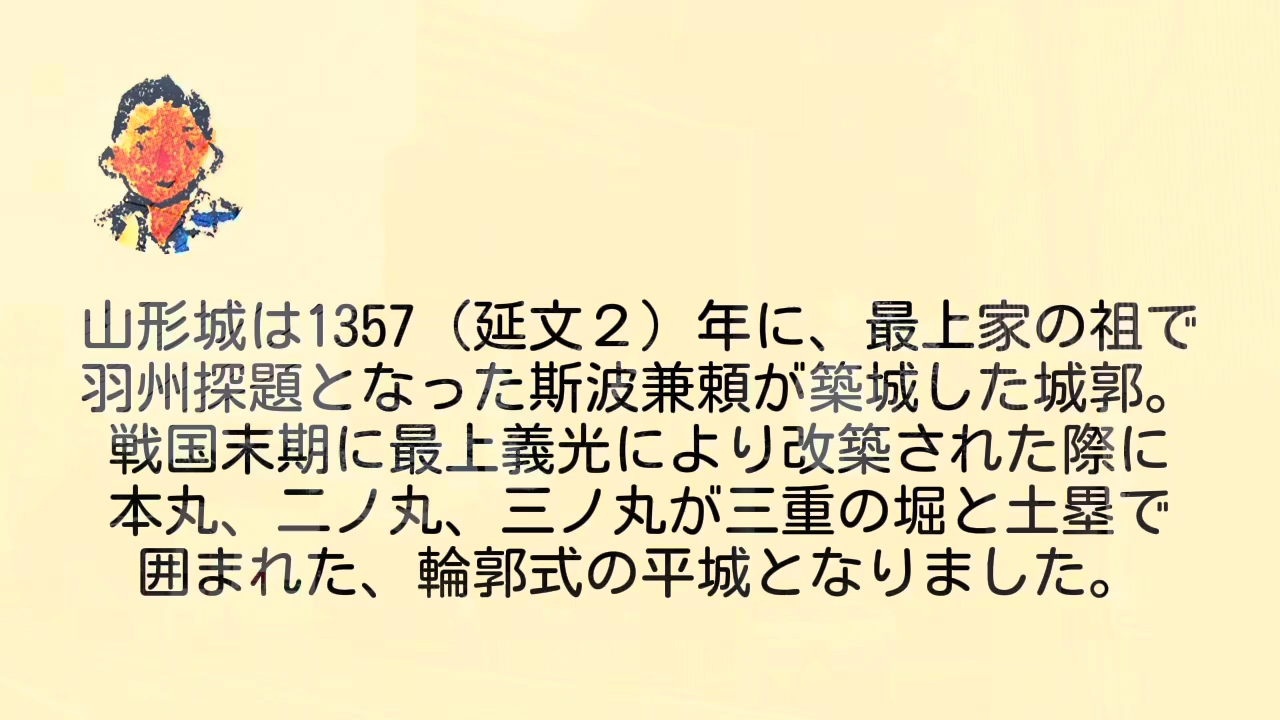 山形城は1357（延文２）年に、最上家の祖で
羽州探題となった斯波兼頼が築城した城郭。
戦国末期に最上義光により改築された際に
本丸、二ノ丸、三ノ丸が三重の堀と土塁で
囲まれた、輪郭式の平城となりました。